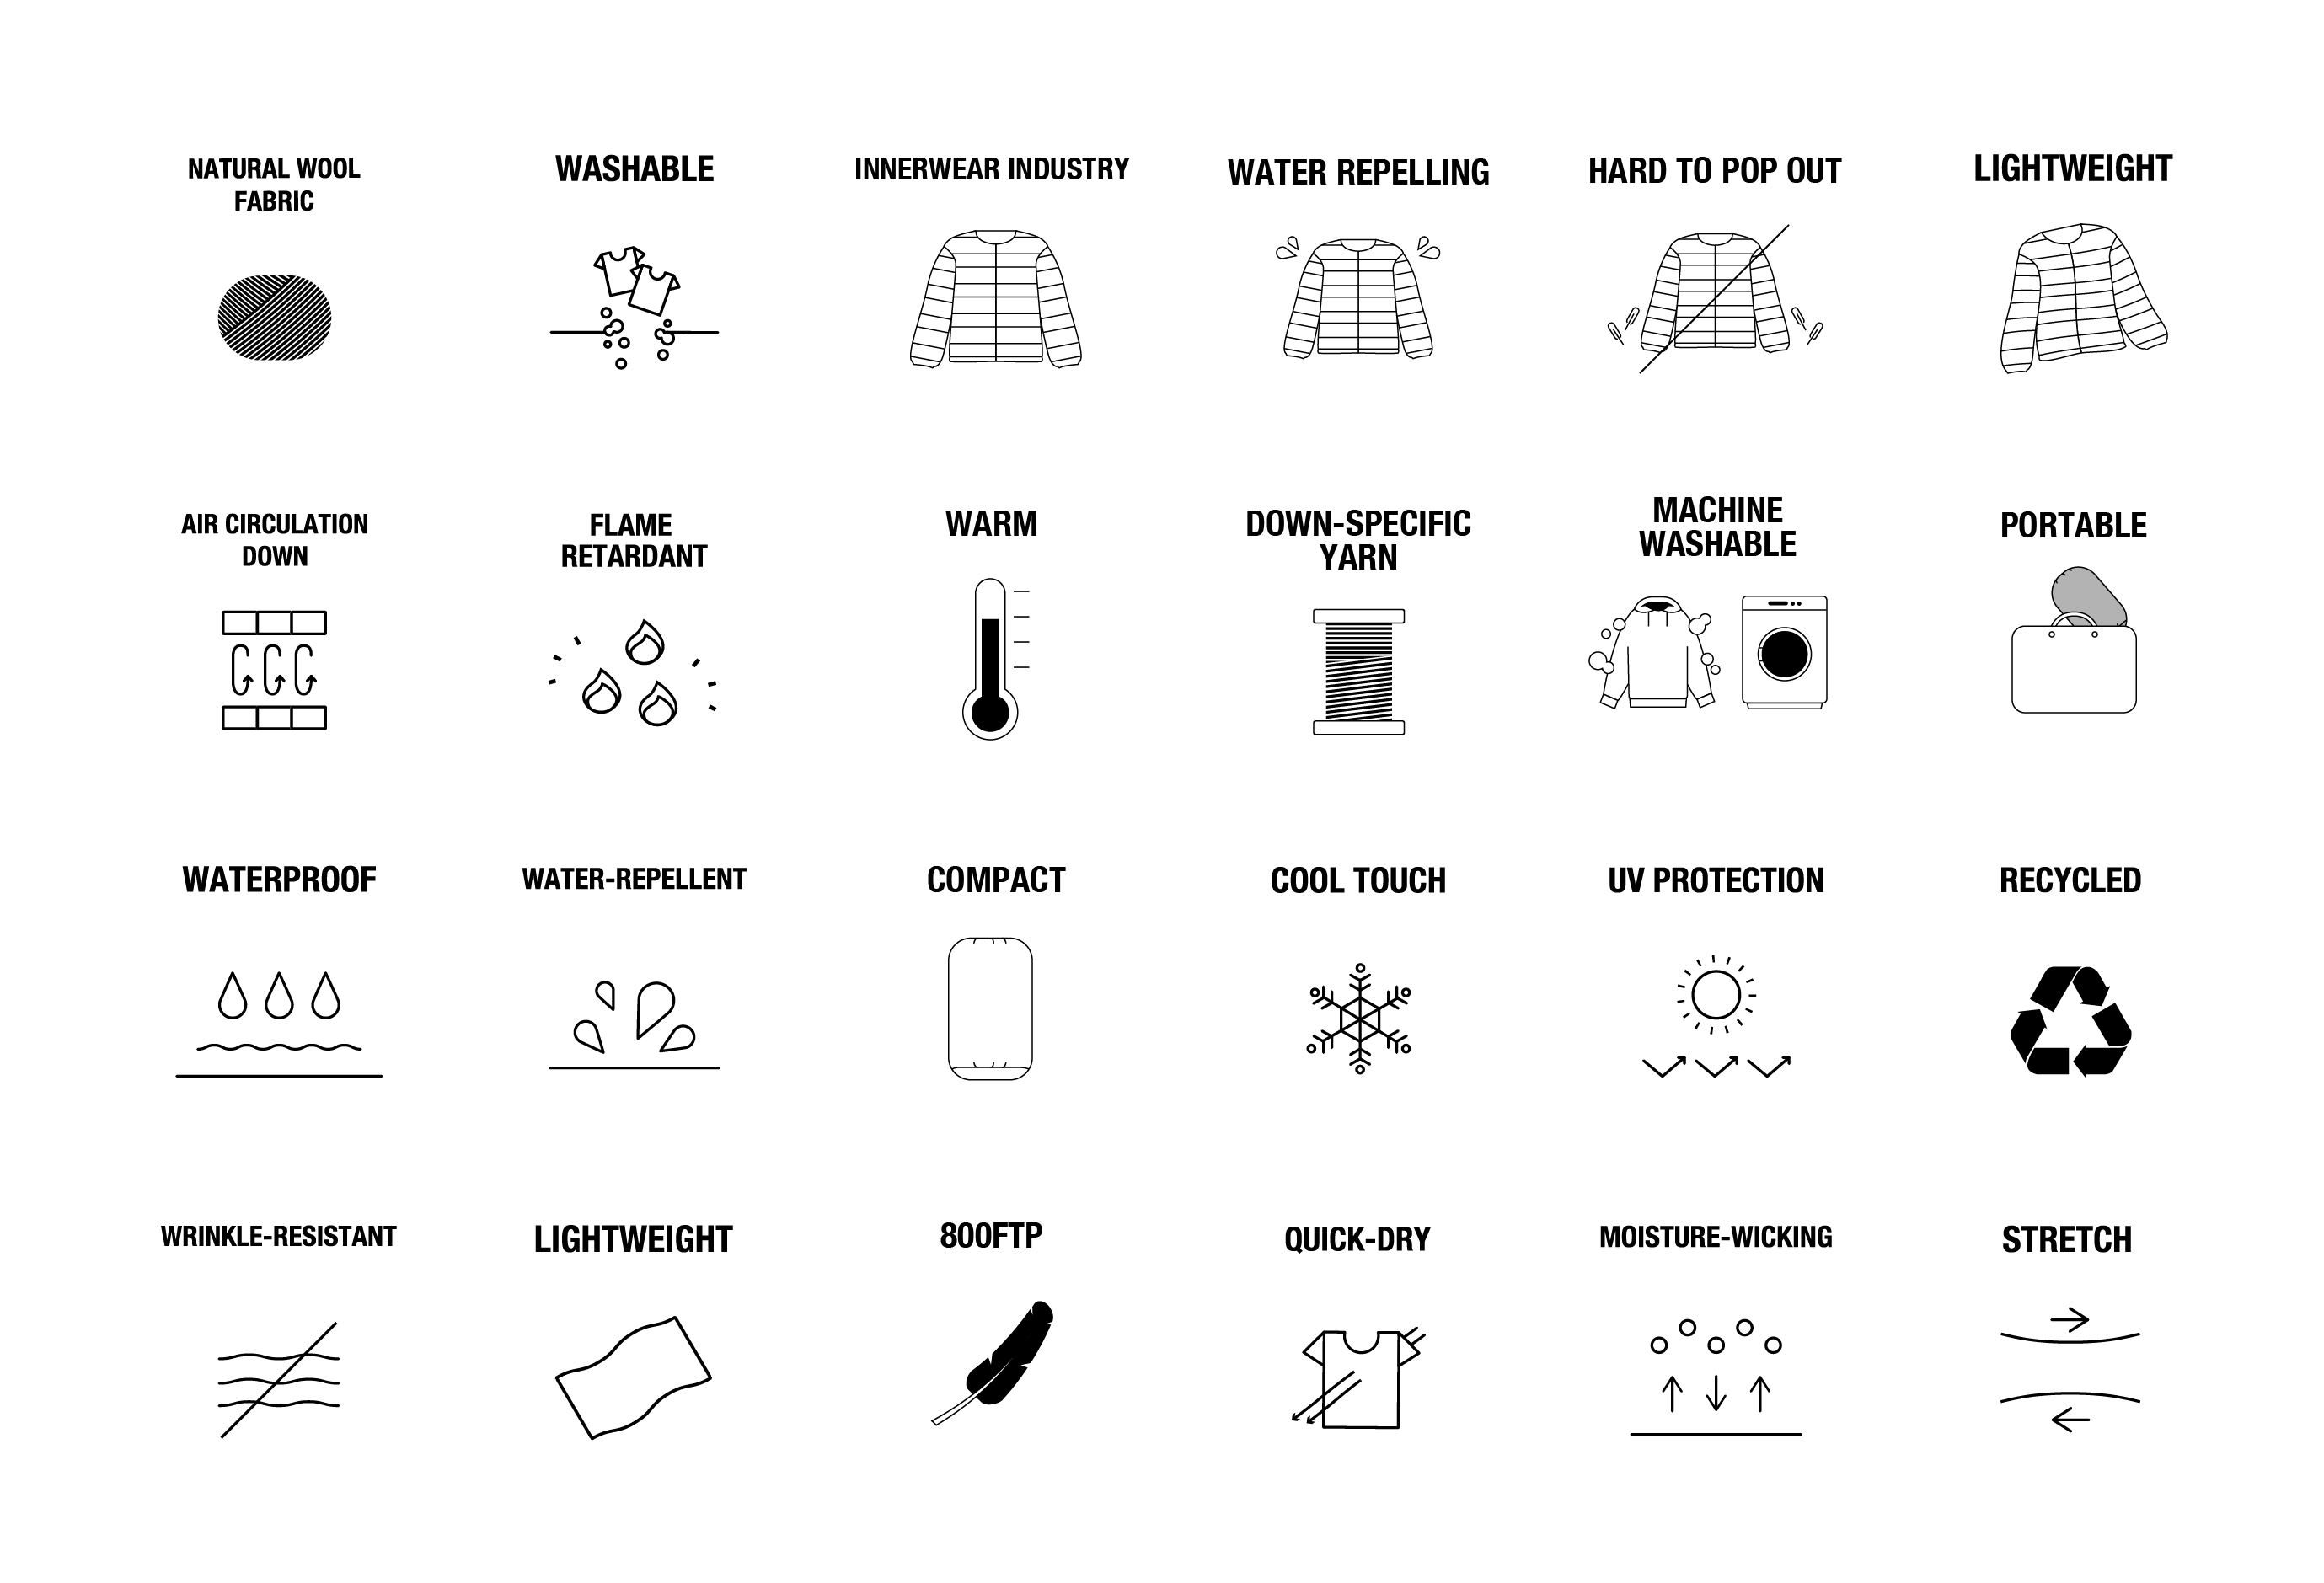 NATURAL WOOL
FABRIC
WASHABLE
INNERWEAR INDUSTRY
WATER REPELLING
HARD TO POP OUT
LIGHTWEIGHT
AIR CIRCULATION
DOWN
FLAME
RETARDANT
WARM
DOWN-SPECIFIC
YARN
MACHINE
WASHABLE
PORTABLE
WATERPROOF
WATER-REPELLENT
COMPACT
COOL TOUCH
UV PROTECTION
RECYCLED
WRINKLE-RESISTANT
LIGHTWEIGHT
800FTP
QUICK-DRY
MOISTURE-WICKING
STRETCH